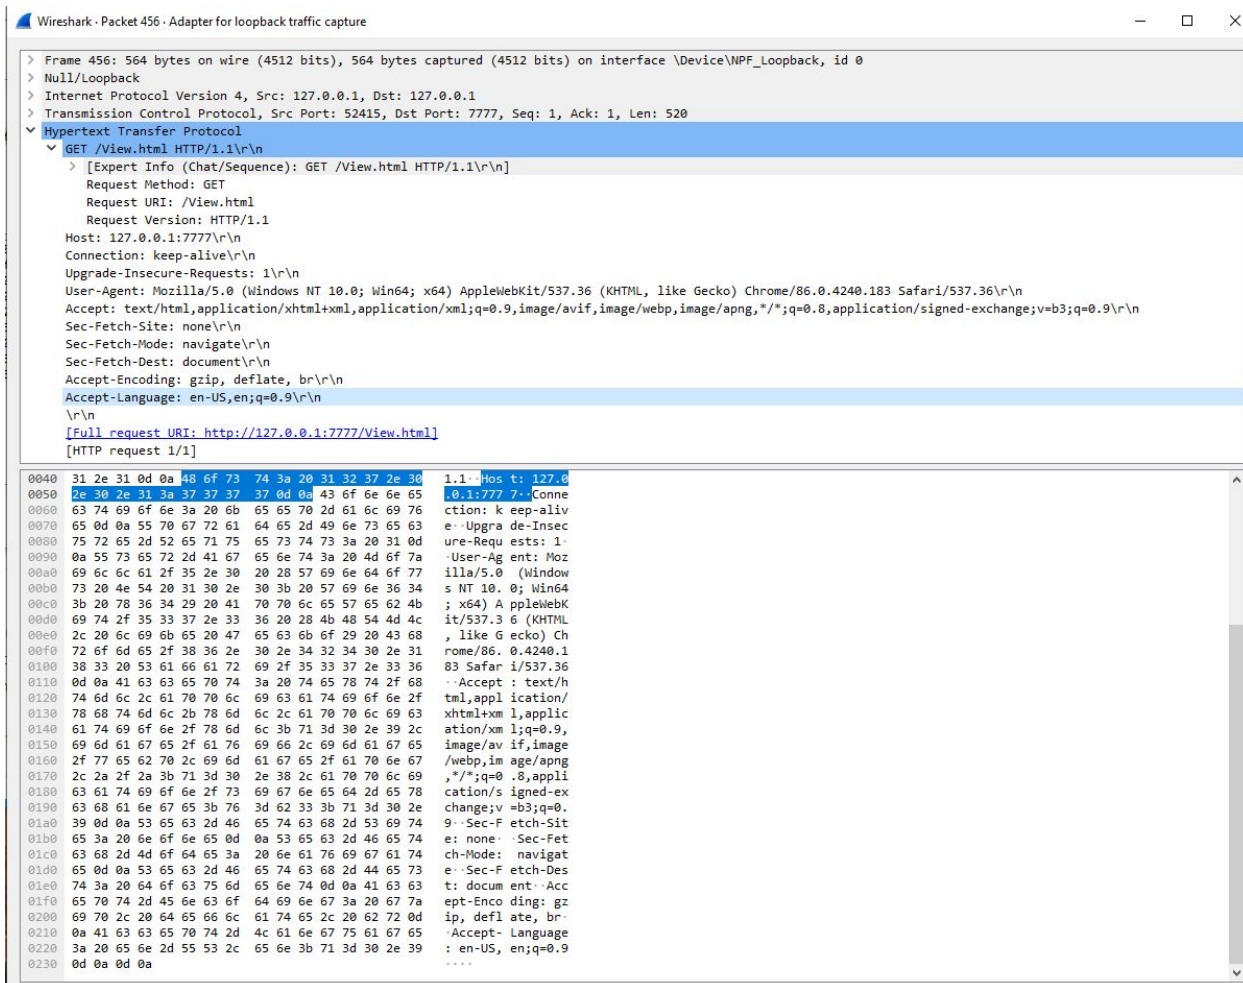 Wireshark · Packet 456 · Adapter for loopback traffic capture
Frame 456: 564 bytes on wire (4512 bits), 564 bytes captured (4512 bits) on interface \Device\NPF_Loopback, id 0
Null/Loopback
Internet Protocol Version 4, Src: 127.0.0.1, Dst: 127.0.0.1
Transmission Control Protocol, Src Port: 52415, Dst Port: 7777, Seq: 1, Ack: 1, Len: 520
Hypertext Transfer Protocol
GET /View.html HTTP/1.1\r\n
[Expert Info (Chat/Sequence): GET /View.html HTTP/1.1\r\n]
Request Method: GET
Request URI: /View.html
Request Version: HTTP/1.1
Host: 127.0.0.1:7777\r\n
Connection: keep-alive\r\n
Upgrade-Insecure-Requests: 1\r\n
User-Agent: Mozilla/5.0 (Windows NT 10.0; Win64; x64) AppleWebKit/537.36 (KHTML, like Gecko) Chrome/86.0.4240.183 Safari/537.36\r\n
Accept: text/html,application/xhtml+xml,application/xml;q=0.9,image/avif,image/webp,image/apng,*/*;q=0.8,application/signed-exchange;v=b3;q=0.9\r\n
Sec-Fetch-Site: none\r\n
Sec-Fetch-Mode: navigate\r\n
Sec-Fetch-Dest: document\r\n
Accept-Encoding: gzip, deflate, br\r\n
Accept-Language: en-US,en;q=0.9\r\n
\r\n
[Full request URI: http://127.0.0.1:7777/View.html]
[HTTP request 1/1]
0040 31 2e 31 0d 0a 48 6f 73 74 3a 20 31 32 37 2e 30 1.1··Hos t: 127.0
0050 2e 30 2e 31 3a 37 37 37 37 0d 0a 43 6f 6e 6e 65 .0.1:777 7··Conne
0060 63 74 69 6f 6e 3a 20 6b 65 65 70 2d 61 6c 69 76 ction: k eep-aliv
0070 65 0d 0a 55 70 67 72 61 64 65 2d 49 6e 73 65 63 e··Upgra de-Insec
0080 75 72 65 2d 52 65 71 75 65 73 74 73 3a 20 31 0d ure-Requ ests: 1·
0090 0a 55 73 65 72 2d 41 67 65 6e 74 3a 20 4d 6f 7a ·User-Ag ent: Moz
00a0 69 6c 6c 61 2f 35 2e 30 20 28 57 69 6e 64 6f 77 illa/5.0 (Window
00b0 73 20 4e 54 20 31 30 2e 30 3b 20 57 69 6e 36 34 s NT 10. 0; Win64
00c0 3b 20 78 36 34 29 20 41 70 70 6c 65 57 65 62 4b ; x64) A ppleWebK
00d0 69 74 2f 35 33 37 2e 33 36 20 28 4b 48 54 4d 4c it/537.3 6 (KHTML
00e0 2c 20 6c 69 6b 65 20 47 65 63 6b 6f 29 20 43 68 , like G ecko) Ch
00f0 72 6f 6d 65 2f 38 36 2e 30 2e 34 32 34 30 2e 31 rome/86. 0.4240.1
0100 38 33 20 53 61 66 61 72 69 2f 35 33 37 2e 33 36 83 Safar i/537.36
0110 0d 0a 41 63 63 65 70 74 3a 20 74 65 78 74 2f 68 ··Accept : text/h
0120 74 6d 6c 2c 61 70 70 6c 69 63 61 74 69 6f 6e 2f tml,appl ication/
0130 78 68 74 6d 6c 2b 78 6d 6c 2c 61 70 70 6c 69 63 xhtml+xm l,applic
0140 61 74 69 6f 6e 2f 78 6d 6c 3b 71 3d 30 2e 39 2c ation/xm l;q=0.9,
0150 69 6d 61 67 65 2f 61 76 69 66 2c 69 6d 61 67 65 image/av if,image
0160 2f 77 65 62 70 2c 69 6d 61 67 65 2f 61 70 6e 67 /webp,im age/apng
0170 2c 2a 2f 2a 3b 71 3d 30 2e 38 2c 61 70 70 6c 69 ,*/*;q=0 .8,appli
0180 63 61 74 69 6f 6e 2f 73 69 67 6e 65 64 2d 65 78 cation/s igned-ex
0190 63 68 61 6e 67 65 3b 76 3d 62 33 3b 71 3d 30 2e change;v =b3;q=0.
01a0 39 0d 0a 53 65 63 2d 46 65 74 63 68 2d 53 69 74 9··Sec-F etch-Sit
01b0 65 3a 20 6e 6f 6e 65 0d 0a 53 65 63 2d 46 65 74 e: none· ·Sec-Fet
01c0 63 68 2d 4d 6f 64 65 3a 20 6e 61 76 69 67 61 74 ch-Mode: navigat
01d0 65 0d 0a 53 65 63 2d 46 65 74 63 68 2d 44 65 73 e··Sec-F etch-Des
01e0 74 3a 20 64 6f 63 75 6d 65 6e 74 0d 0a 41 63 63 t: docum ent··Acc
01f0 65 70 74 2d 45 6e 63 6f 64 69 6e 67 3a 20 67 7a ept-Enco ding: gz
0200 69 70 2c 20 64 65 66 6c 61 74 65 2c 20 62 72 0d ip, defl ate, br·
0210 0a 41 63 63 65 70 74 2d 4c 61 6e 67 75 61 67 65 ·Accept- Language
0220 3a 20 65 6e 2d 55 53 2c 65 6e 3b 71 3d 30 2e 39 : en-US, en;q=0.9
0230 0d 0a 0d 0a ····